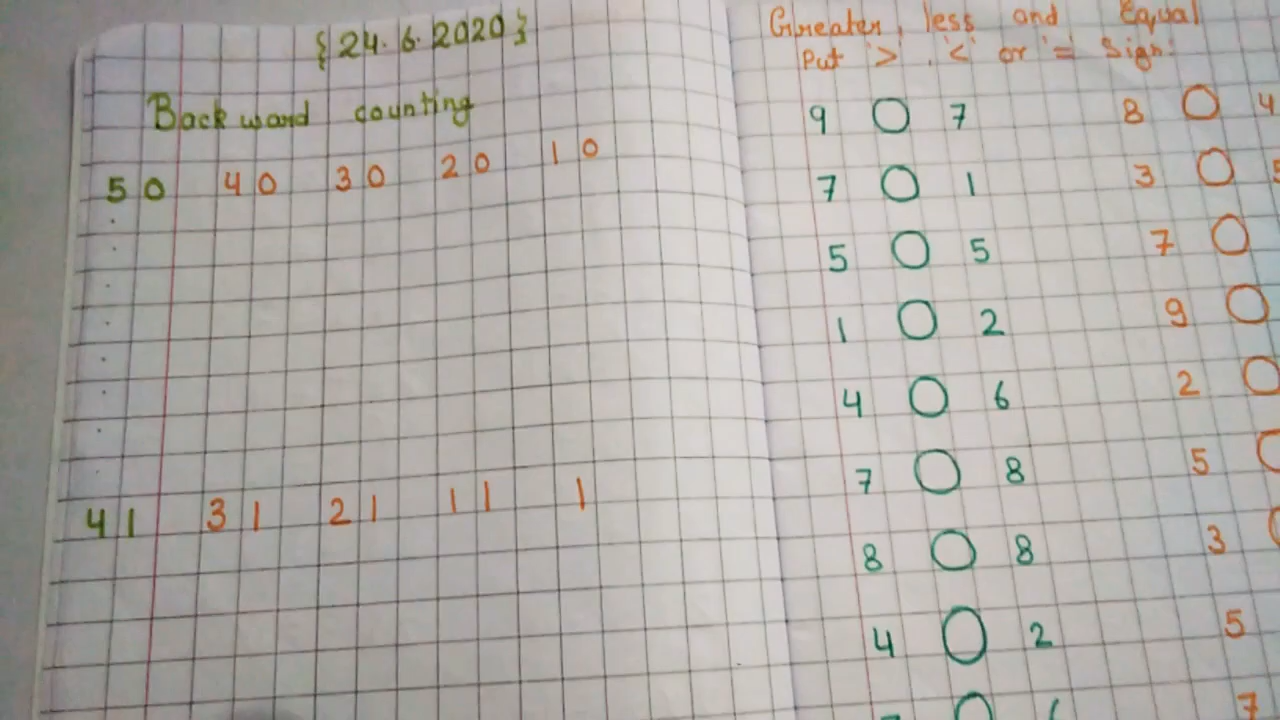 {24.6.2020}
Backward counting
50 40 30 20 10
41 31 21 11 1
Greater, less and Equal
Put '>', '<' or '=' Sign:
9 7 8 4
7 1 3 5
5 5 7
1 2 9
4 6 2
7 8 5
8 8 3
4 2 5
7